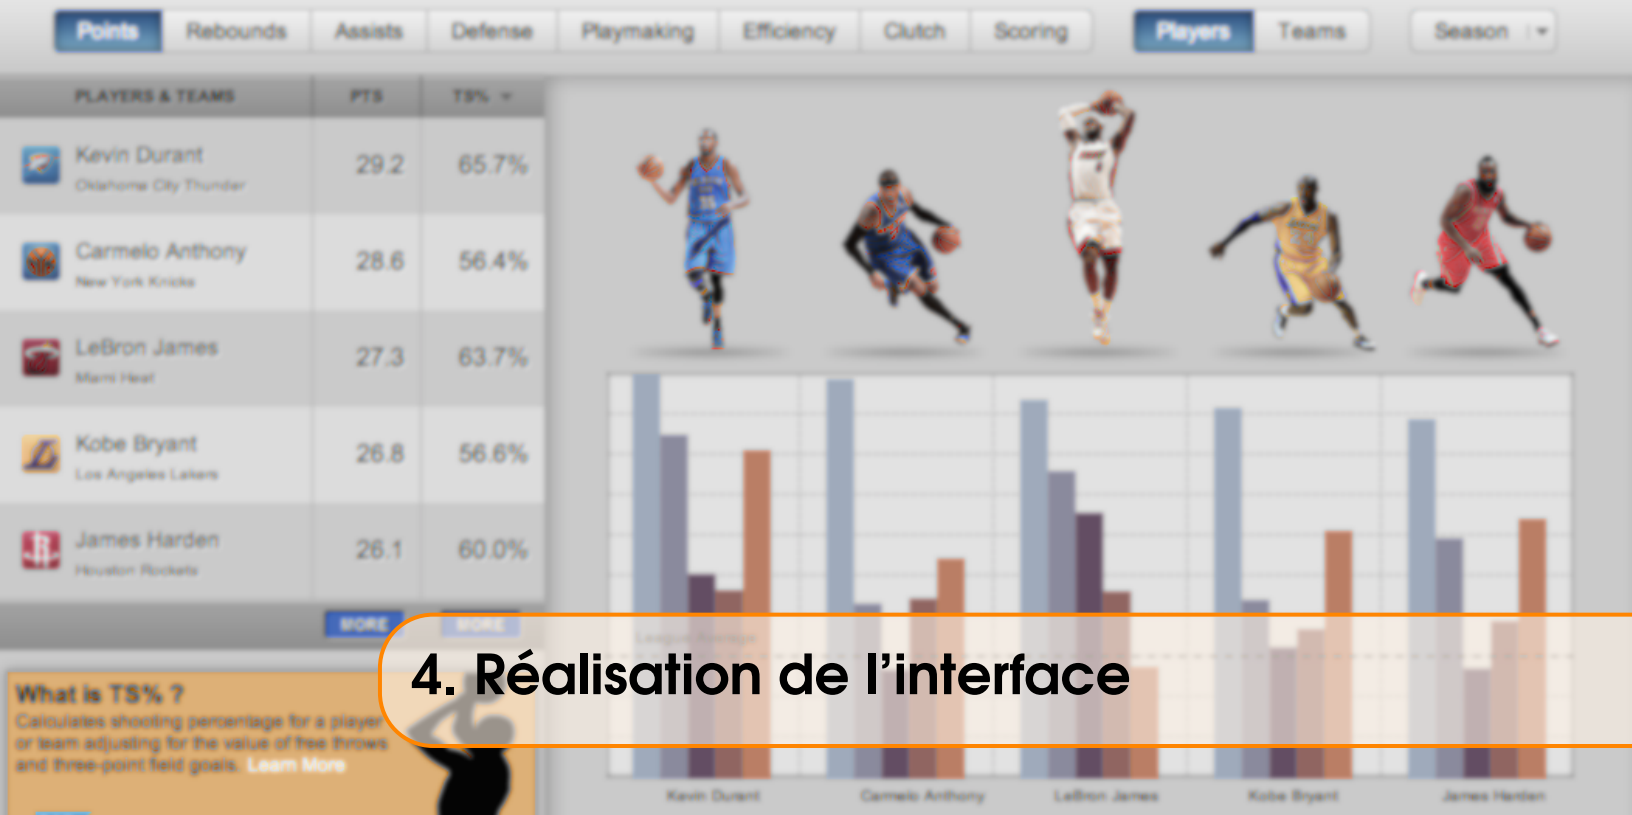 Points Rebounds Assists Defense Playmaking Efficiency Clutch Scoring Players Teams Season
PLAYERS & TEAMS PTS TS%
Kevin Durant 29.2 65.7%
Oklahoma City Thunder
Carmelo Anthony 28.6 56.4%
New York Knicks
LeBron James 27.3 63.7%
Miami Heat
Kobe Bryant 26.8 56.6%
Los Angeles Lakers
James Harden 26.1 60.0%
Houston Rockets
MORE MORE
League Average
4. Réalisation de l'interface
What is TS% ?
Calculates shooting percentage for a player
or team adjusting for the value of free throws
and three-point field goals. Learn More
Kevin Durant Carmelo Anthony LeBron James Kobe Bryant James Harden